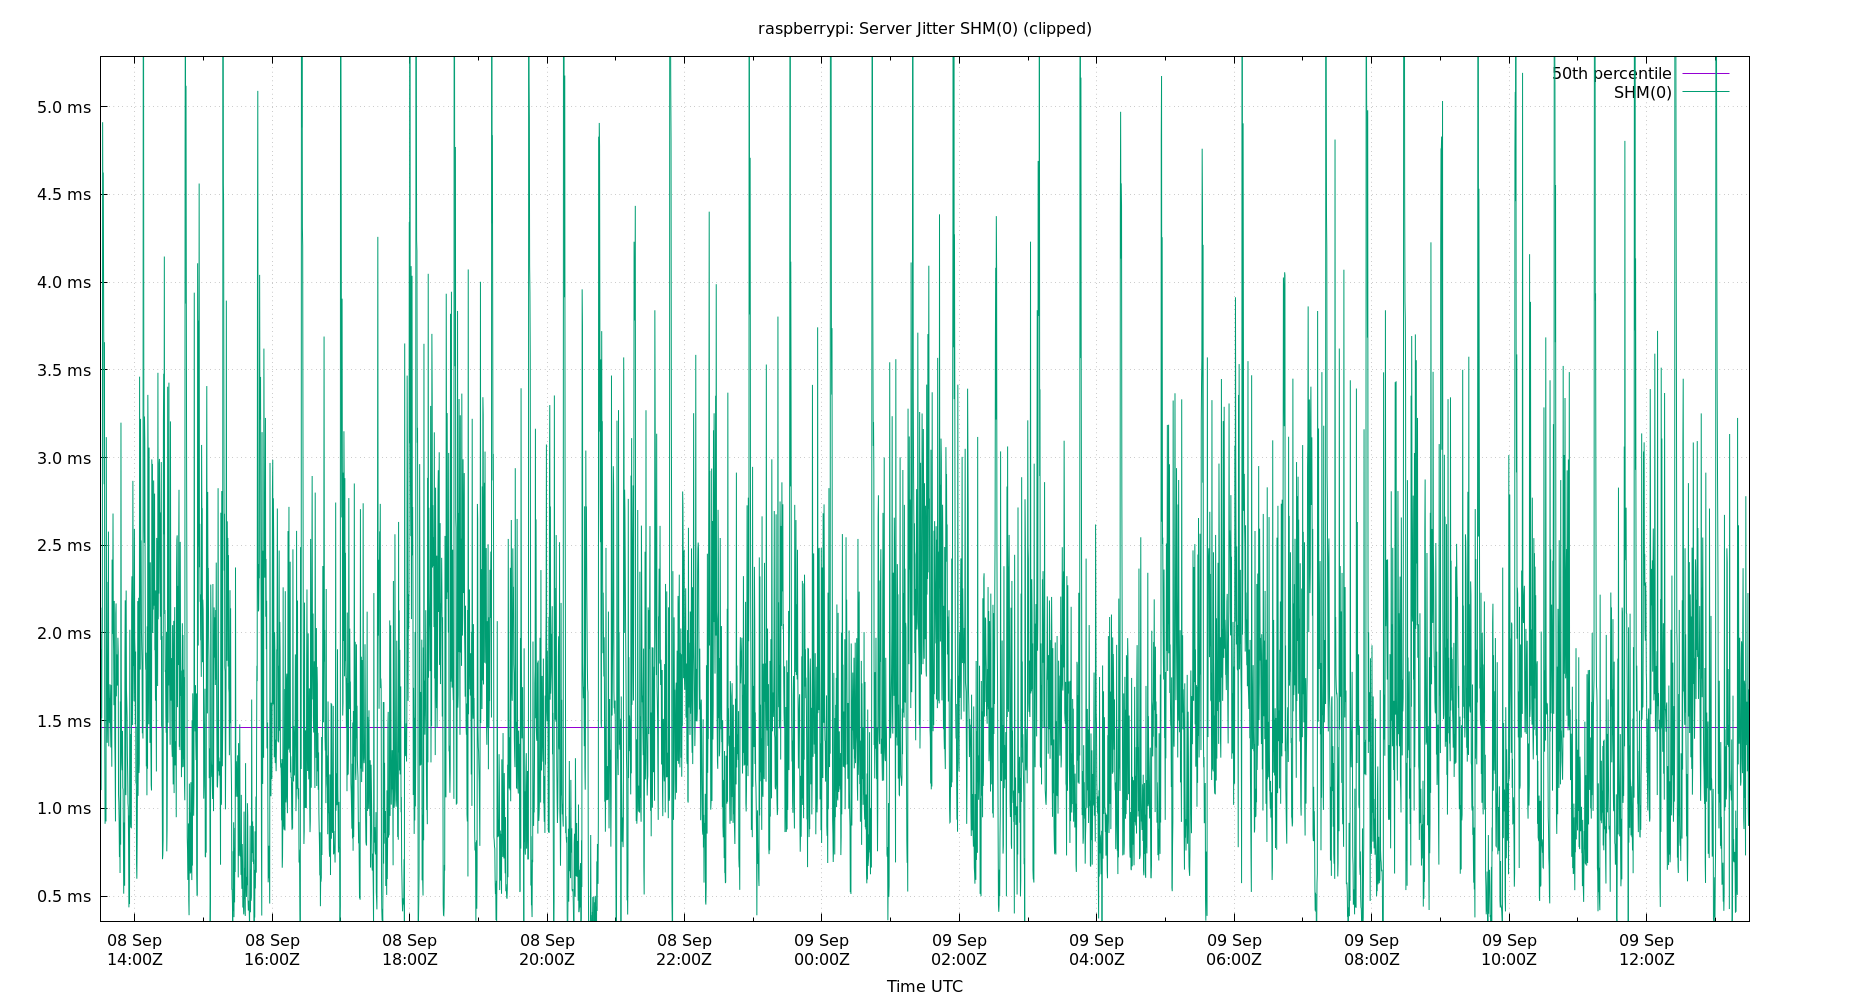 raspberrypi: Server Jitter SHM(0) (clipped)
50th percentile
SHM(0)
5.0 ms
4.5 ms
4.0 ms
3.5 ms
3.0 ms
2.5 ms
2.0 ms
1.5 ms
1.0 ms
0.5 ms
08 Sep 08 Sep 08 Sep 08 Sep 08 Sep 09 Sep 09 Sep 09 Sep 09 Sep 09 Sep 09 Sep 09 Sep
14:00Z 16:00Z 18:00Z 20:00Z 22:00Z 00:00Z 02:00Z 04:00Z 06:00Z 08:00Z 10:00Z 12:00Z
Time UTC